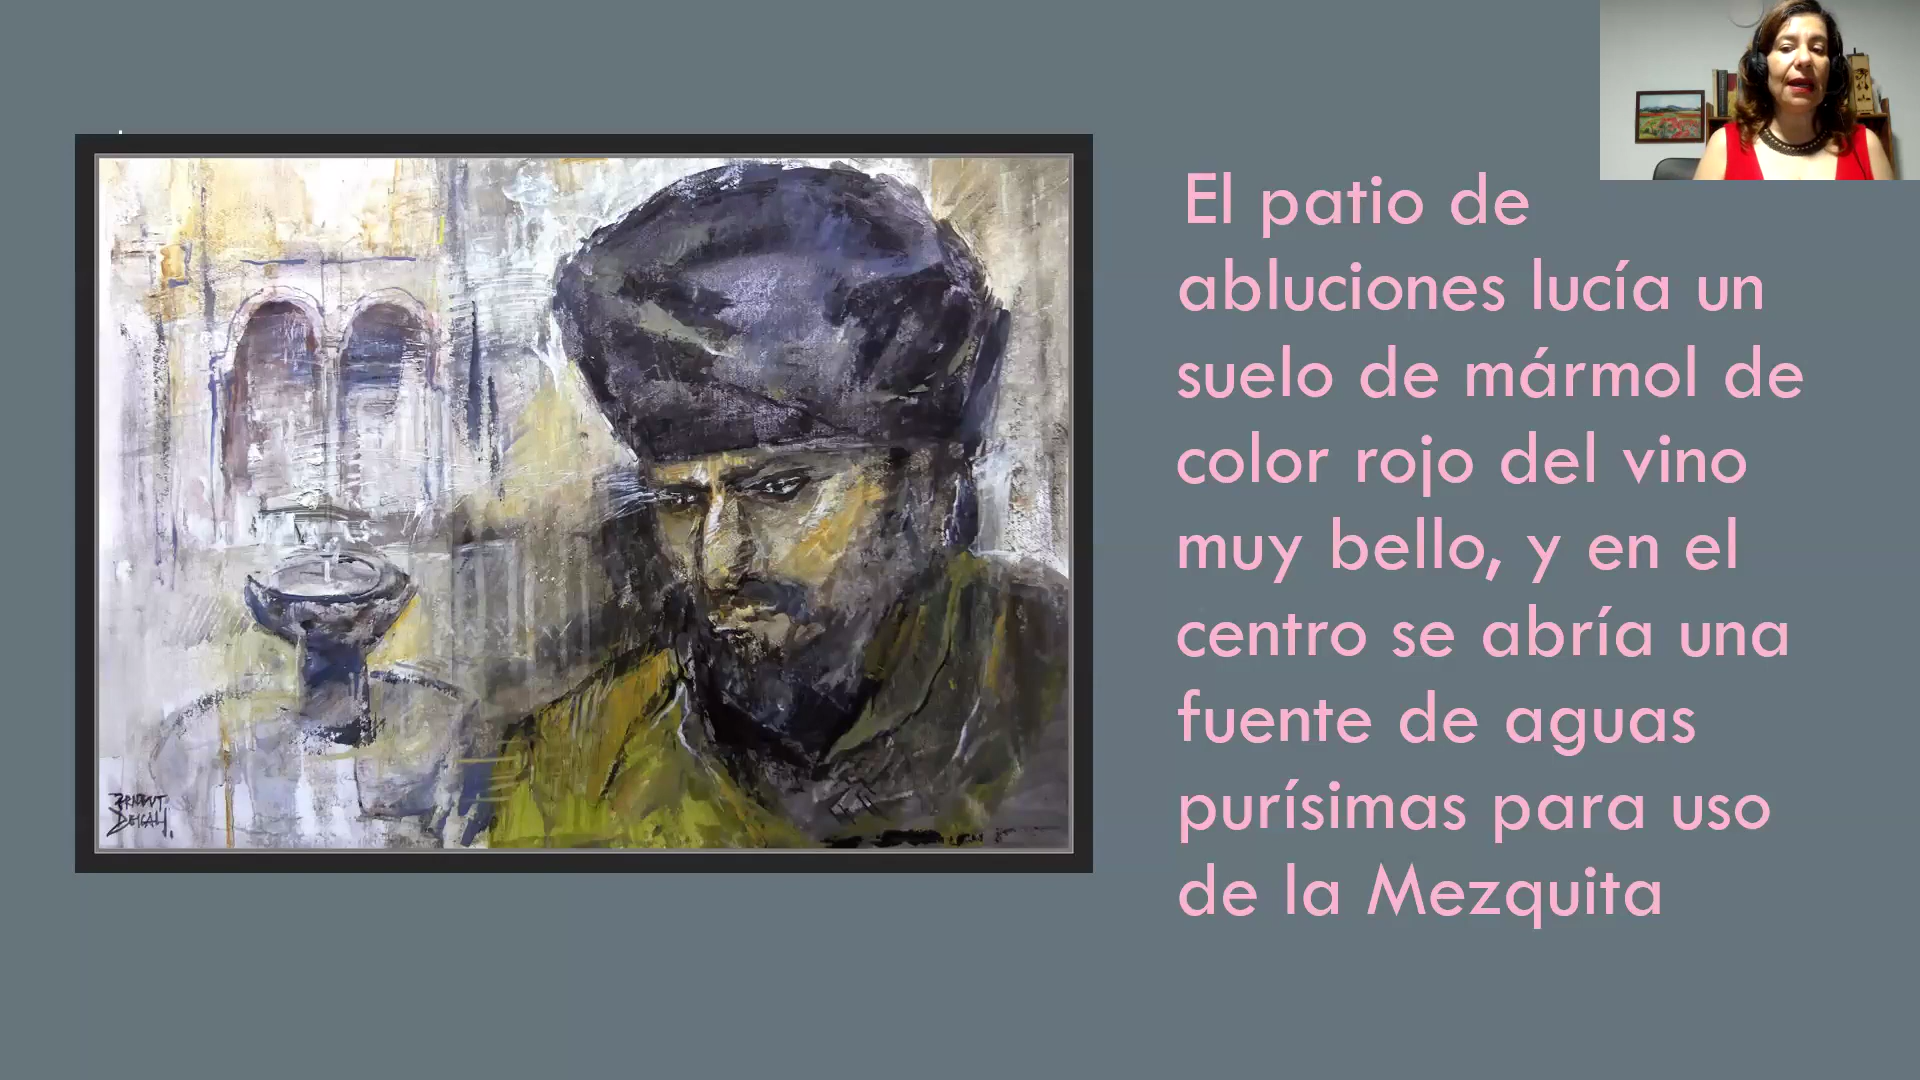 El patio de
abluciones lucía un
suelo de mármol de
color rojo del vino
muy bello, y en el
centro se abría una
fuente de aguas
purísimas para uso
de la Mezquita